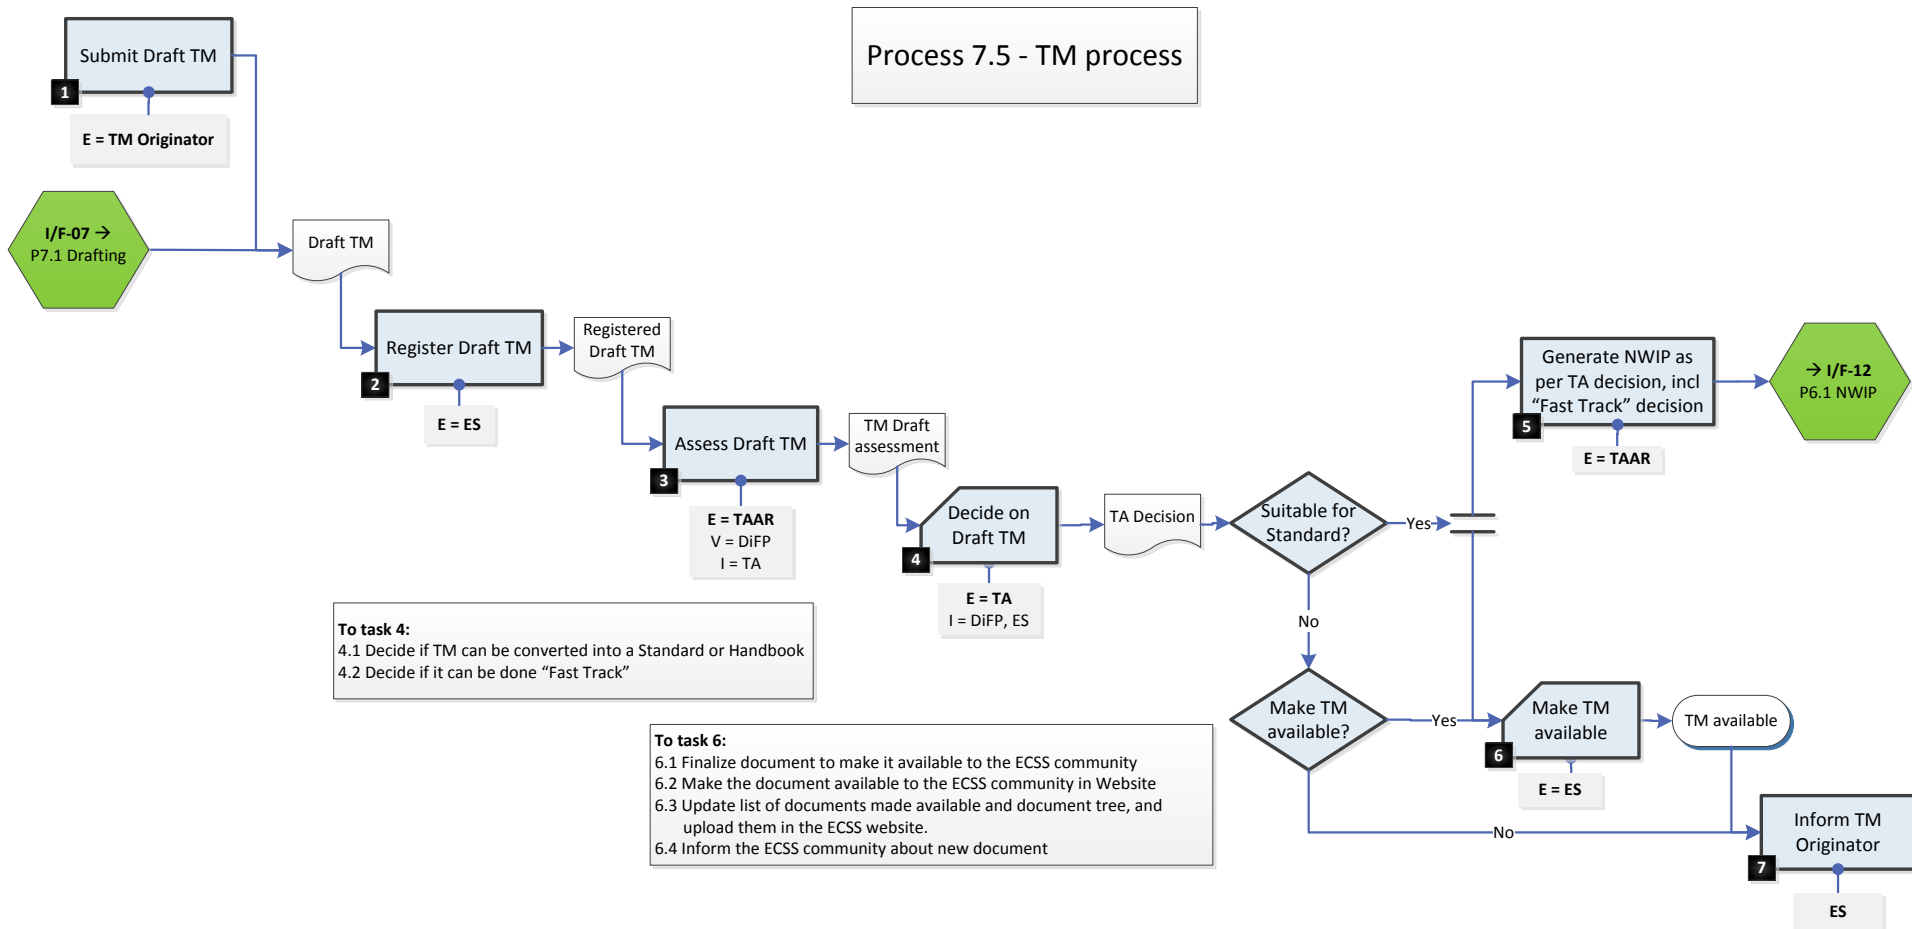 Process 7.5 - TM process
Submit Draft TM
1
E = TM Originator
I/F-07 →
P7.1 Drafting
Draft TM
Register Draft TM
2
E = ES
Registered
Draft TM
Assess Draft TM
3
E = TAAR
V = DiFP
I = TA
TM Draft
assessment
Decide on
Draft TM
4
E = TA
I = DiFP, ES
TA Decision
Suitable for
Standard?
Yes
No
Generate NWIP as
per TA decision, incl
“Fast Track” decision
5
E = TAAR
→ I/F-12
P6.1 NWIP
Make TM
available?
Yes
No
Make TM
available
6
E = ES
TM available
Inform TM
Originator
7
ES
To task 4:
4.1 Decide if TM can be converted into a Standard or Handbook
4.2 Decide if it can be done “Fast Track”
To task 6:
6.1 Finalize document to make it available to the ECSS community
6.2 Make the document available to the ECSS community in Website
6.3 Update list of documents made available and document tree, and
upload them in the ECSS website.
6.4 Inform the ECSS community about new document